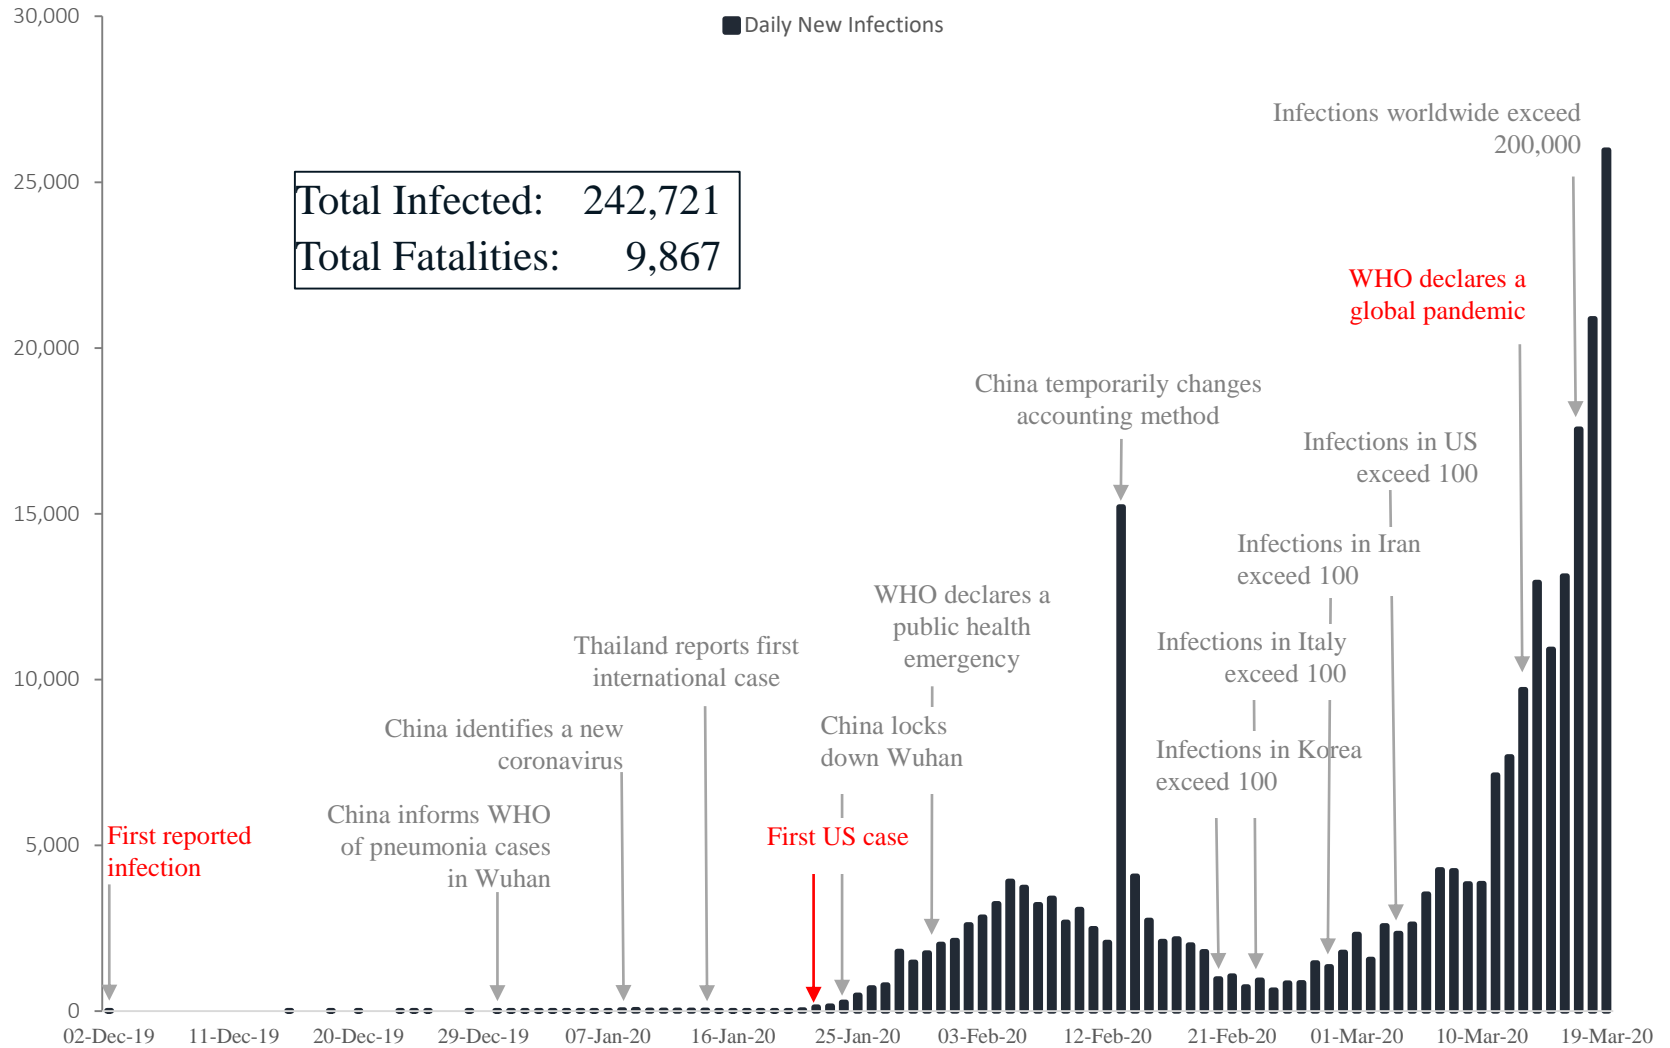 Daily New Infections
30,000
25,000
20,000
15,000
10,000
5,000
0
Total Infected: 242,721
Total Fatalities: 9,867
First reported
infection
China informs WHO
of pneumonia cases
in Wuhan
China identifies a new
coronavirus
Thailand reports first
international case
First US case
China locks
down Wuhan
WHO declares a
public health
emergency
China temporarily changes
accounting method
Infections in Korea
exceed 100
Infections in Italy
exceed 100
Infections in Iran
exceed 100
Infections in US
exceed 100
WHO declares a
global pandemic
Infections worldwide exceed
200,000
02-Dec-19 11-Dec-19 20-Dec-19 29-Dec-19 07-Jan-20 16-Jan-20 25-Jan-20 03-Feb-20 12-Feb-20 21-Feb-20 01-Mar-20 10-Mar-20 19-Mar-20